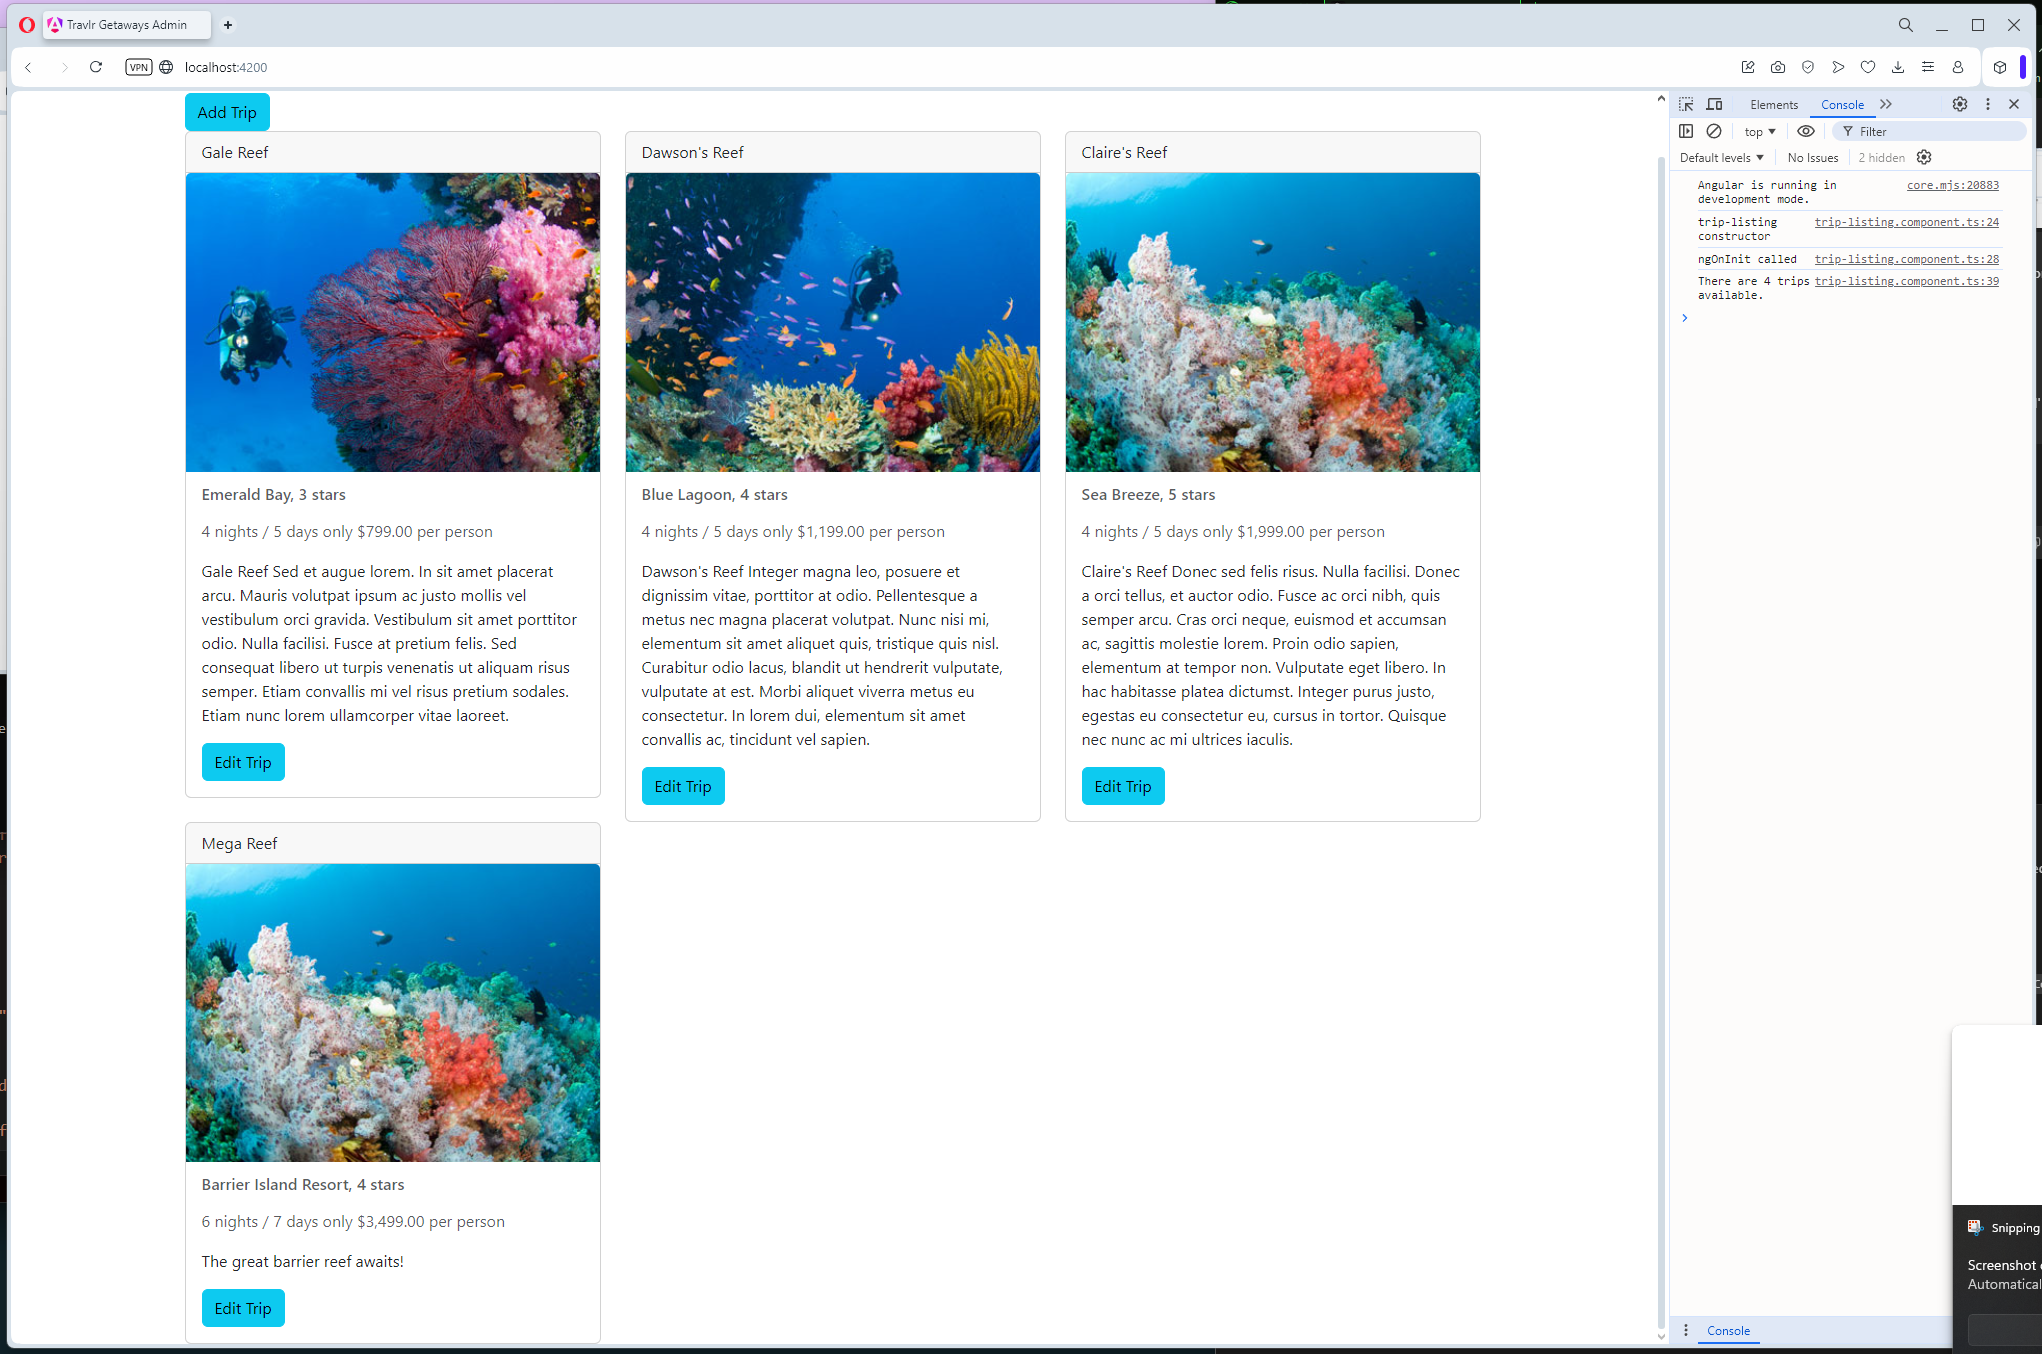 Travlr Getaways Admin
VPN
localhost:4200
Add Trip
Gale Reef
Emerald Bay, 3 stars
4 nights / 5 days only $799.00 per person
Gale Reef Sed et augue lorem. In sit amet placerat
arcu. Mauris volutpat ipsum ac justo mollis vel
vestibulum orci gravida. Vestibulum sit amet porttitor
odio. Nulla facilisi. Fusce at pretium felis. Sed
consequat libero ut turpis venenatis ut aliquam risus
semper. Etiam convallis mi vel risus pretium sodales.
Etiam nunc lorem ullamcorper vitae laoreet.
Edit Trip
Dawson's Reef
Blue Lagoon, 4 stars
4 nights / 5 days only $1,199.00 per person
Dawson's Reef Integer magna leo, posuere et
dignissim vitae, porttitor at odio. Pellentesque a
metus nec magna placerat volutpat. Nunc nisi mi,
elementum sit amet aliquet quis, tristique quis nisl.
Curabitur odio lacus, blandit ut hendrerit vulputate,
vulputate at est. Morbi aliquet viverra metus eu
consectetur. In lorem dui, elementum sit amet
convallis ac, tincidunt vel sapien.
Edit Trip
Claire's Reef
Sea Breeze, 5 stars
4 nights / 5 days only $1,999.00 per person
Claire's Reef Donec sed felis risus. Nulla facilisi. Donec
a orci tellus, et auctor odio. Fusce ac orci nibh, quis
semper arcu. Cras orci neque, euismod et accumsan
ac, sagittis molestie lorem. Proin odio sapien,
elementum at tempor non. Vulputate eget libero. In
hac habitasse platea dictumst. Integer purus justo,
egestas eu consectetur eu, cursus in tortor. Quisque
nec nunc ac mi ultrices iaculis.
Edit Trip
Mega Reef
Barrier Island Resort, 4 stars
6 nights / 7 days only $3,499.00 per person
The great barrier reef awaits!
Edit Trip
Elements Console
top Filter
Default levels No Issues 2 hidden
Angular is running in core.mjs:20883
development mode.
trip-listing trip-listing.component.ts:24
constructor
ngOnInit called trip-listing.component.ts:28
There are 4 trips trip-listing.component.ts:39
available.
Console
Snipping
Screenshot